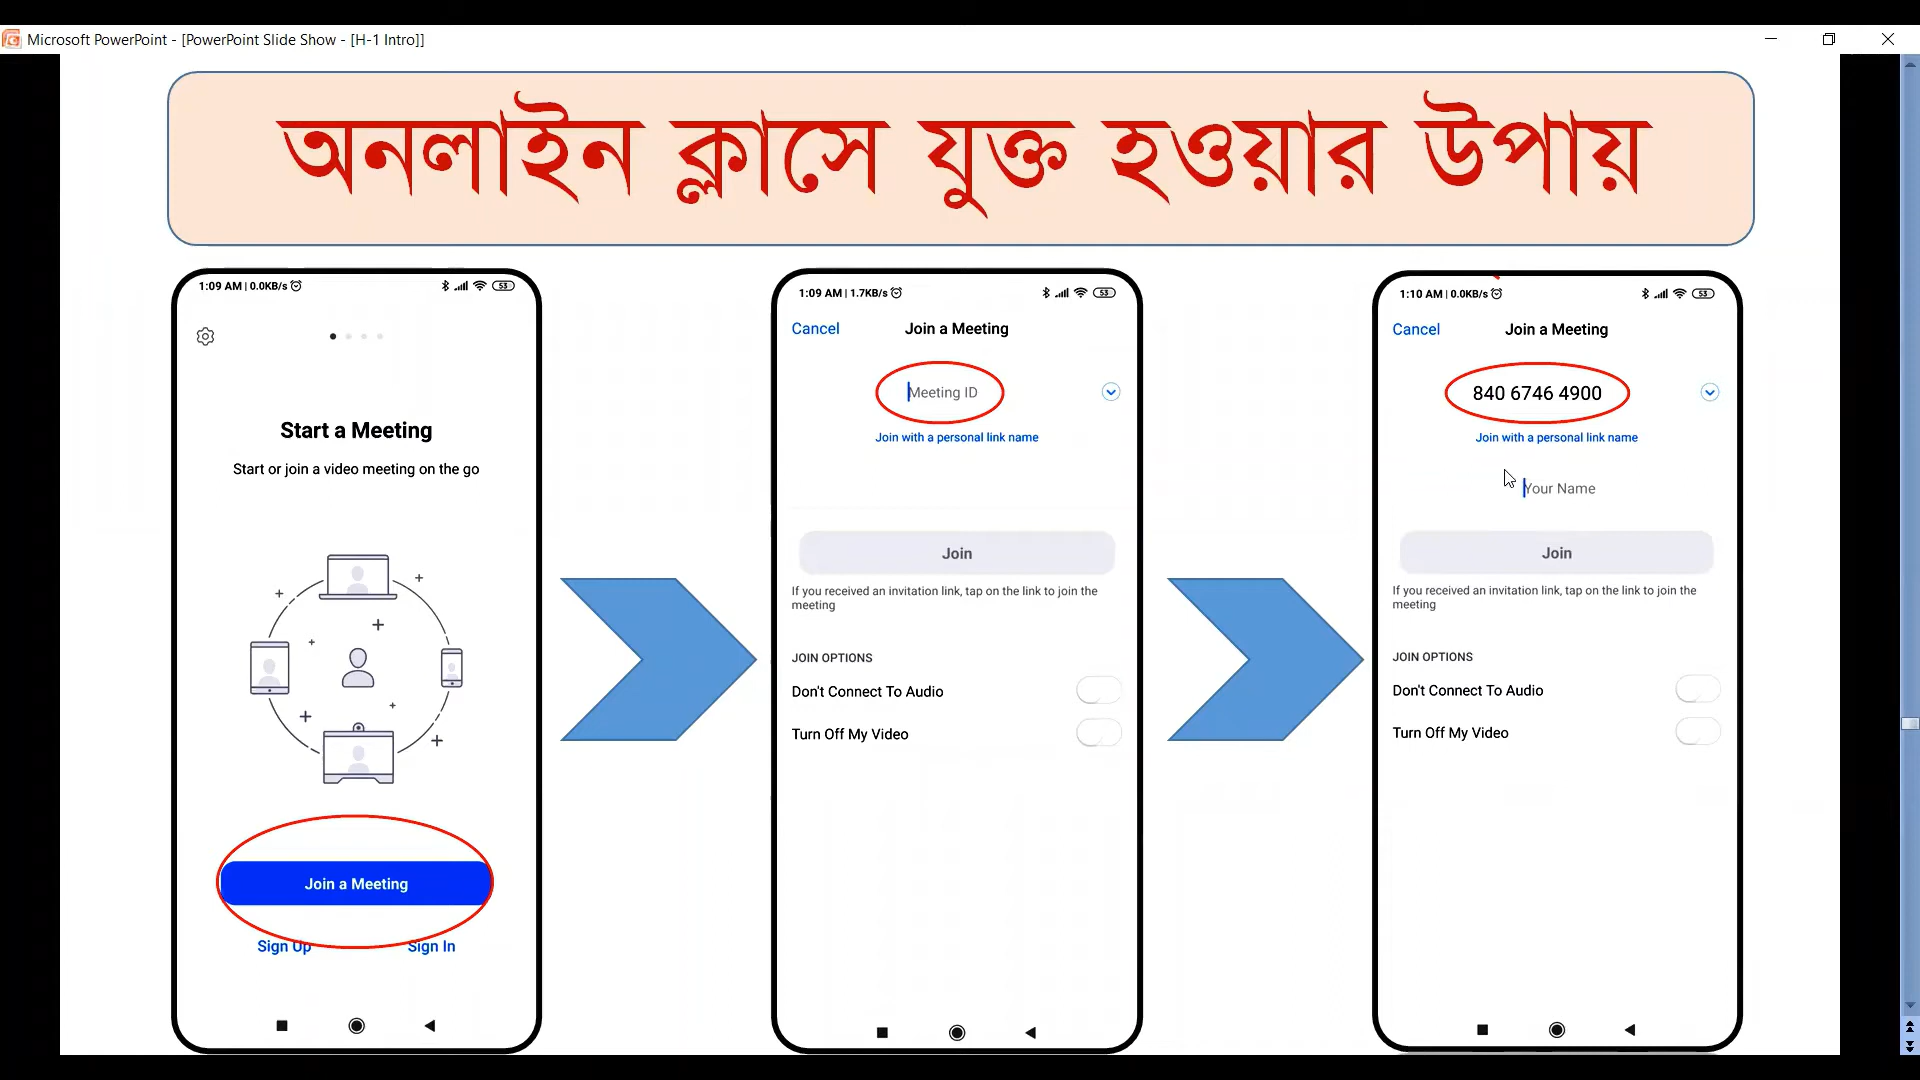 Microsoft PowerPoint - [PowerPoint Slide Show - [H-1 Intro]]
অনলাইন ক্লাসে যুক্ত হওয়ার উপায়
1:09 AM | 0.0KB/s
53
Start a Meeting
Start or join a video meeting on the go
Join a Meeting
Sign Up
Sign In
1:09 AM | 1.7KB/s
53
Cancel
Join a Meeting
Meeting ID
Join with a personal link name
Join
If you received an invitation link, tap on the link to join the
meeting
JOIN OPTIONS
Don't Connect To Audio
Turn Off My Video
1:10 AM | 0.0KB/s
53
Cancel
Join a Meeting
840 6746 4900
Join with a personal link name
Your Name
Join
If you received an invitation link, tap on the link to join the
meeting
JOIN OPTIONS
Don't Connect To Audio
Turn Off My Video